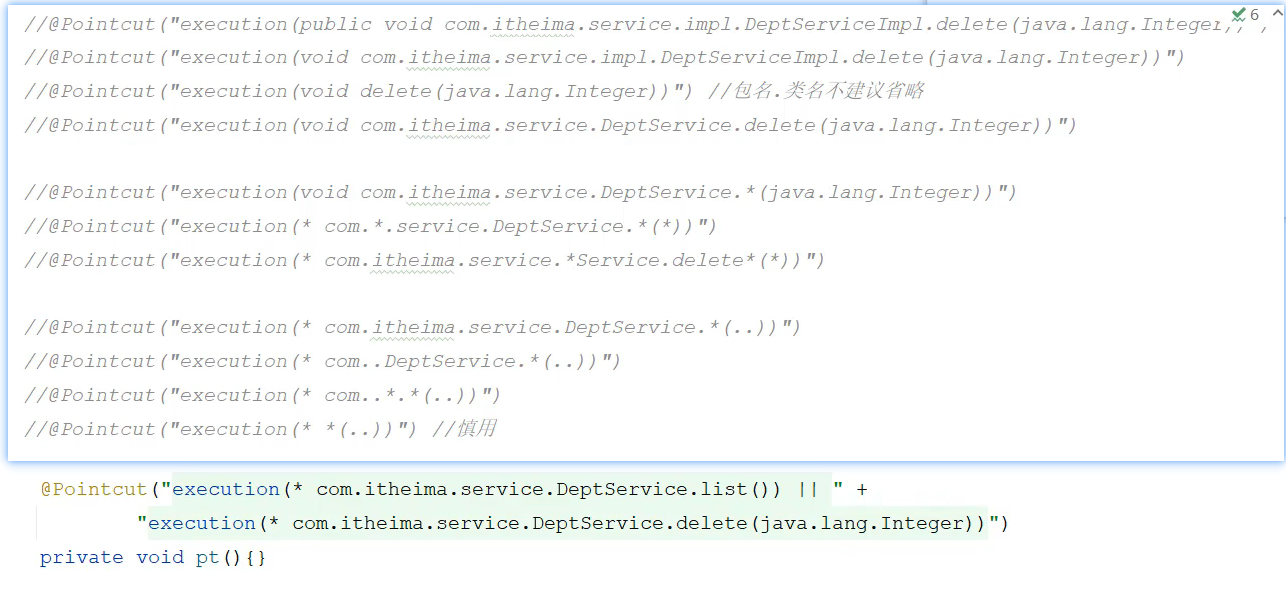 //@Pointcut("execution(public void com.itheima.service.impl.DeptServiceImpl.delete(java.lang.Integer
6
//@Pointcut("execution(void com.itheima.service.impl.DeptServiceImpl.delete(java.lang.Integer))")
//@Pointcut("execution(void delete(java.lang.Integer))") //包名.类名不建议省略
//@Pointcut("execution(void com.itheima.service.DeptService.delete(java.lang.Integer))")
//@Pointcut("execution(void com.itheima.service.DeptService.*(java.lang.Integer))")
//@Pointcut("execution(* com.*.service.DeptService.*(*))")
//@Pointcut("execution(* com.itheima.service.*Service.delete*(*))")
//@Pointcut("execution(* com.itheima.service.DeptService.*(..))")
//@Pointcut("execution(* com..DeptService.*(..))")
//@Pointcut("execution(* com..*.*(..))")
//@Pointcut("execution(* *(..))") //慎用
@Pointcut("execution(* com.itheima.service.DeptService.list()) || " +
"execution(* com.itheima.service.DeptService.delete(java.lang.Integer))")
private void pt(){}